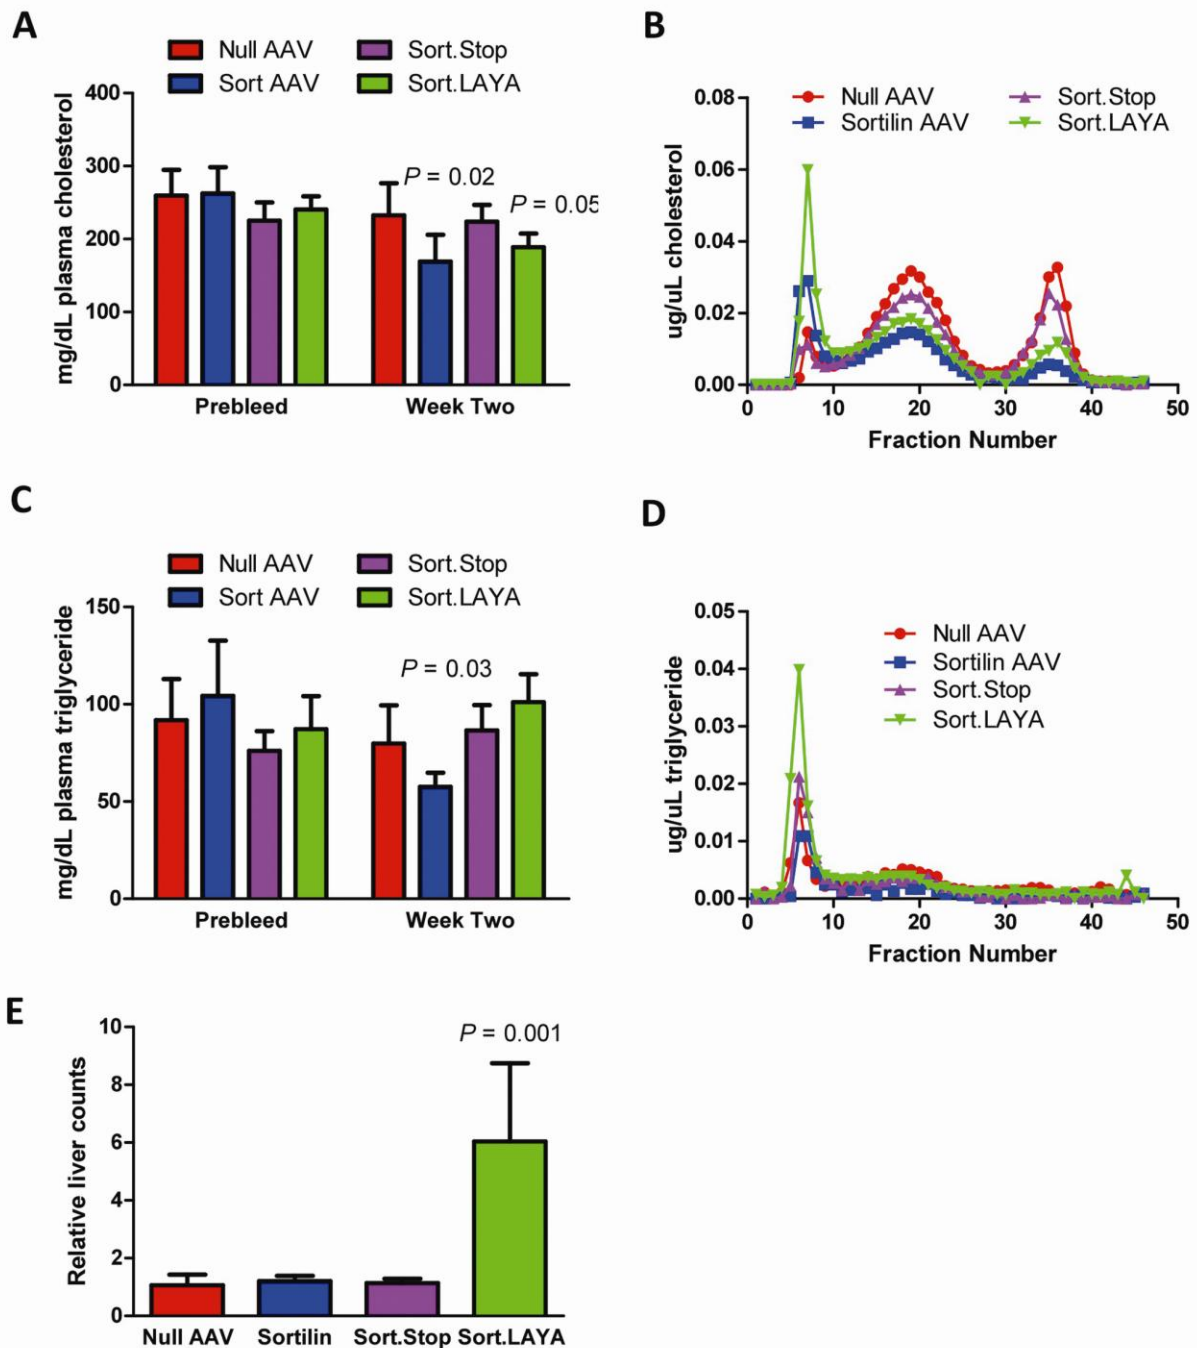 A
Null AAV Sort.Stop
Sort AAV Sort.LAYA
400
300
200
100
0
mg/dL plasma cholesterol
P = 0.02
P = 0.05
Prebleed Week Two
B
Null AAV Sort.Stop
Sortilin AAV Sort.LAYA
0.08
0.06
0.04
0.02
0.00
ug/uL cholesterol
0 10 20 30 40 50
Fraction Number
C
Null AAV Sort.Stop
Sort AAV Sort.LAYA
150
100
50
0
mg/dL plasma triglyceride
P = 0.03
Prebleed Week Two
D
Null AAV
Sortilin AAV
Sort.Stop
Sort.LAYA
0.05
0.04
0.03
0.02
0.01
0.00
ug/uL triglyceride
0 10 20 30 40 50
Fraction Number
E
10
8
6
4
2
0
Relative liver counts
P = 0.001
Null AAV Sortilin Sort.Stop Sort.LAYA